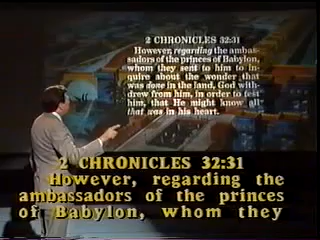 2 CHRONICLES 32:31
However, regarding the ambas-
sadors of the princes of Babylon,
whom they sent to him to in-
quire about the wonder that
was done in the land, God with-
drew from him, in order to test
him, that He might know all
that was in his heart.
2 CHRONICLES 32:31
However, regarding the
ambassadors of the princes
of Babylon, whom they